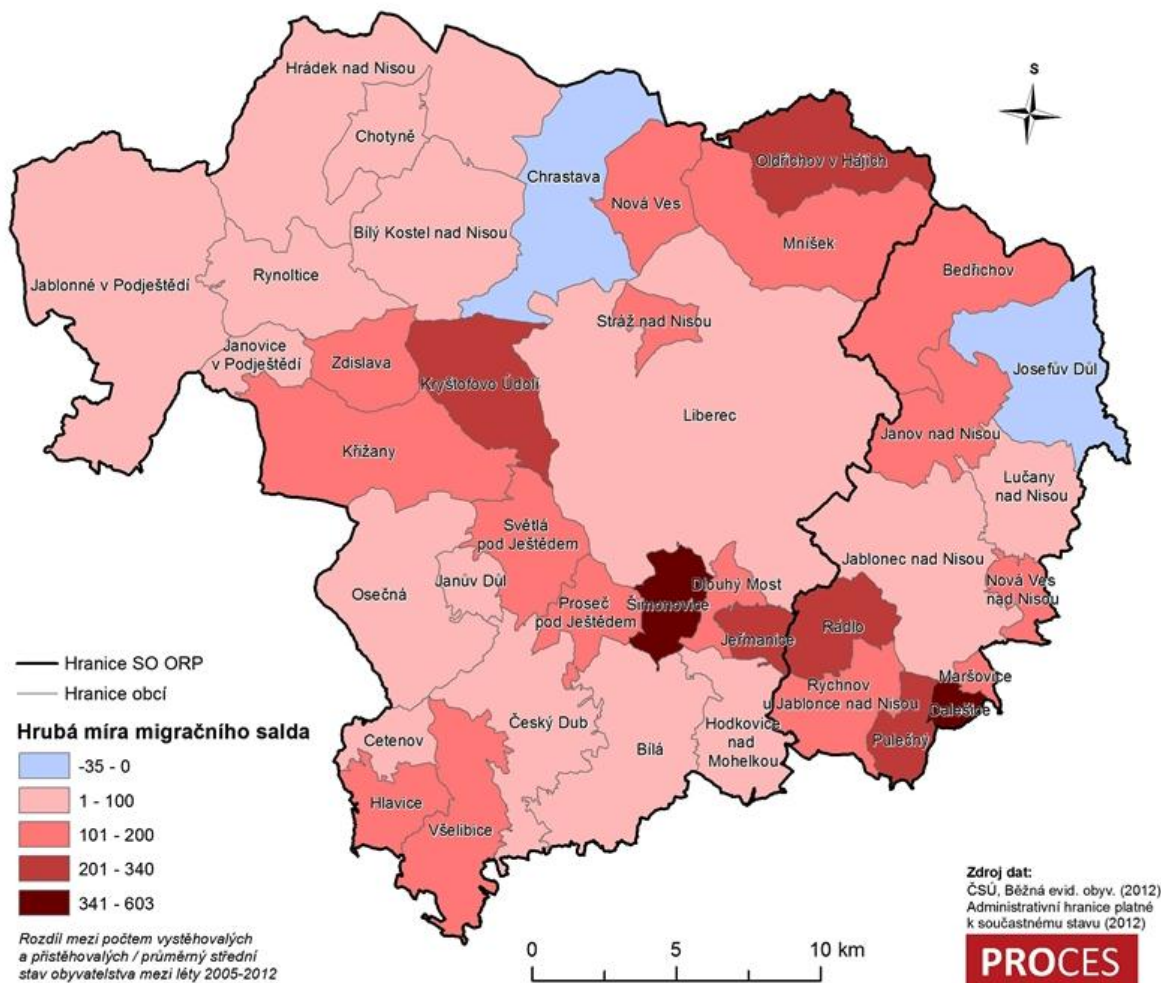 Hrádek nad Nisou
S
Chotyně
Oldřichov v Hájích
Chrastava
Nová Ves
Bílý Kostel nad Nisou
Mníšek
Bedřichov
Rynoltice
Jablonné v Podještědí
Stráž nad Nisou
Janovice
v Podještědí
Zdislava
Josefův Důl
Kryštofovo Údolí
Liberec
Janov nad Nisou
Křižany
Lučany
nad Nisou
Světlá
pod Ještědem
Jablonec nad Nisou
Janův Důl
Osečná
Dlouhý Most
Nová Ves
nad Nisou
Proseč
pod Ještědem
Šimonovice
Jeřmanice
Rádlo
Maršovice
Rychnov
u Jablonce nad Nisou
Dalešice
Český Dub
Hodkovice
nad
Mohelkou
Pulečný
Cetenov
Bílá
Hlavice
Všelibice
Hranice SO ORP
Hranice obcí
Hrubá míra migračního salda
-35 - 0
1 - 100
101 - 200
201 - 340
341 - 603
Rozdíl mezi počtem vystěhovalých
a přistěhovalých / průměrný střední
stav obyvatelstva mezi léty 2005-2012
0 5 10 km
Zdroj dat:
ČSÚ, Běžná evid. obyv. (2012)
Administrativní hranice platné
k součastnému stavu (2012)
PROCES